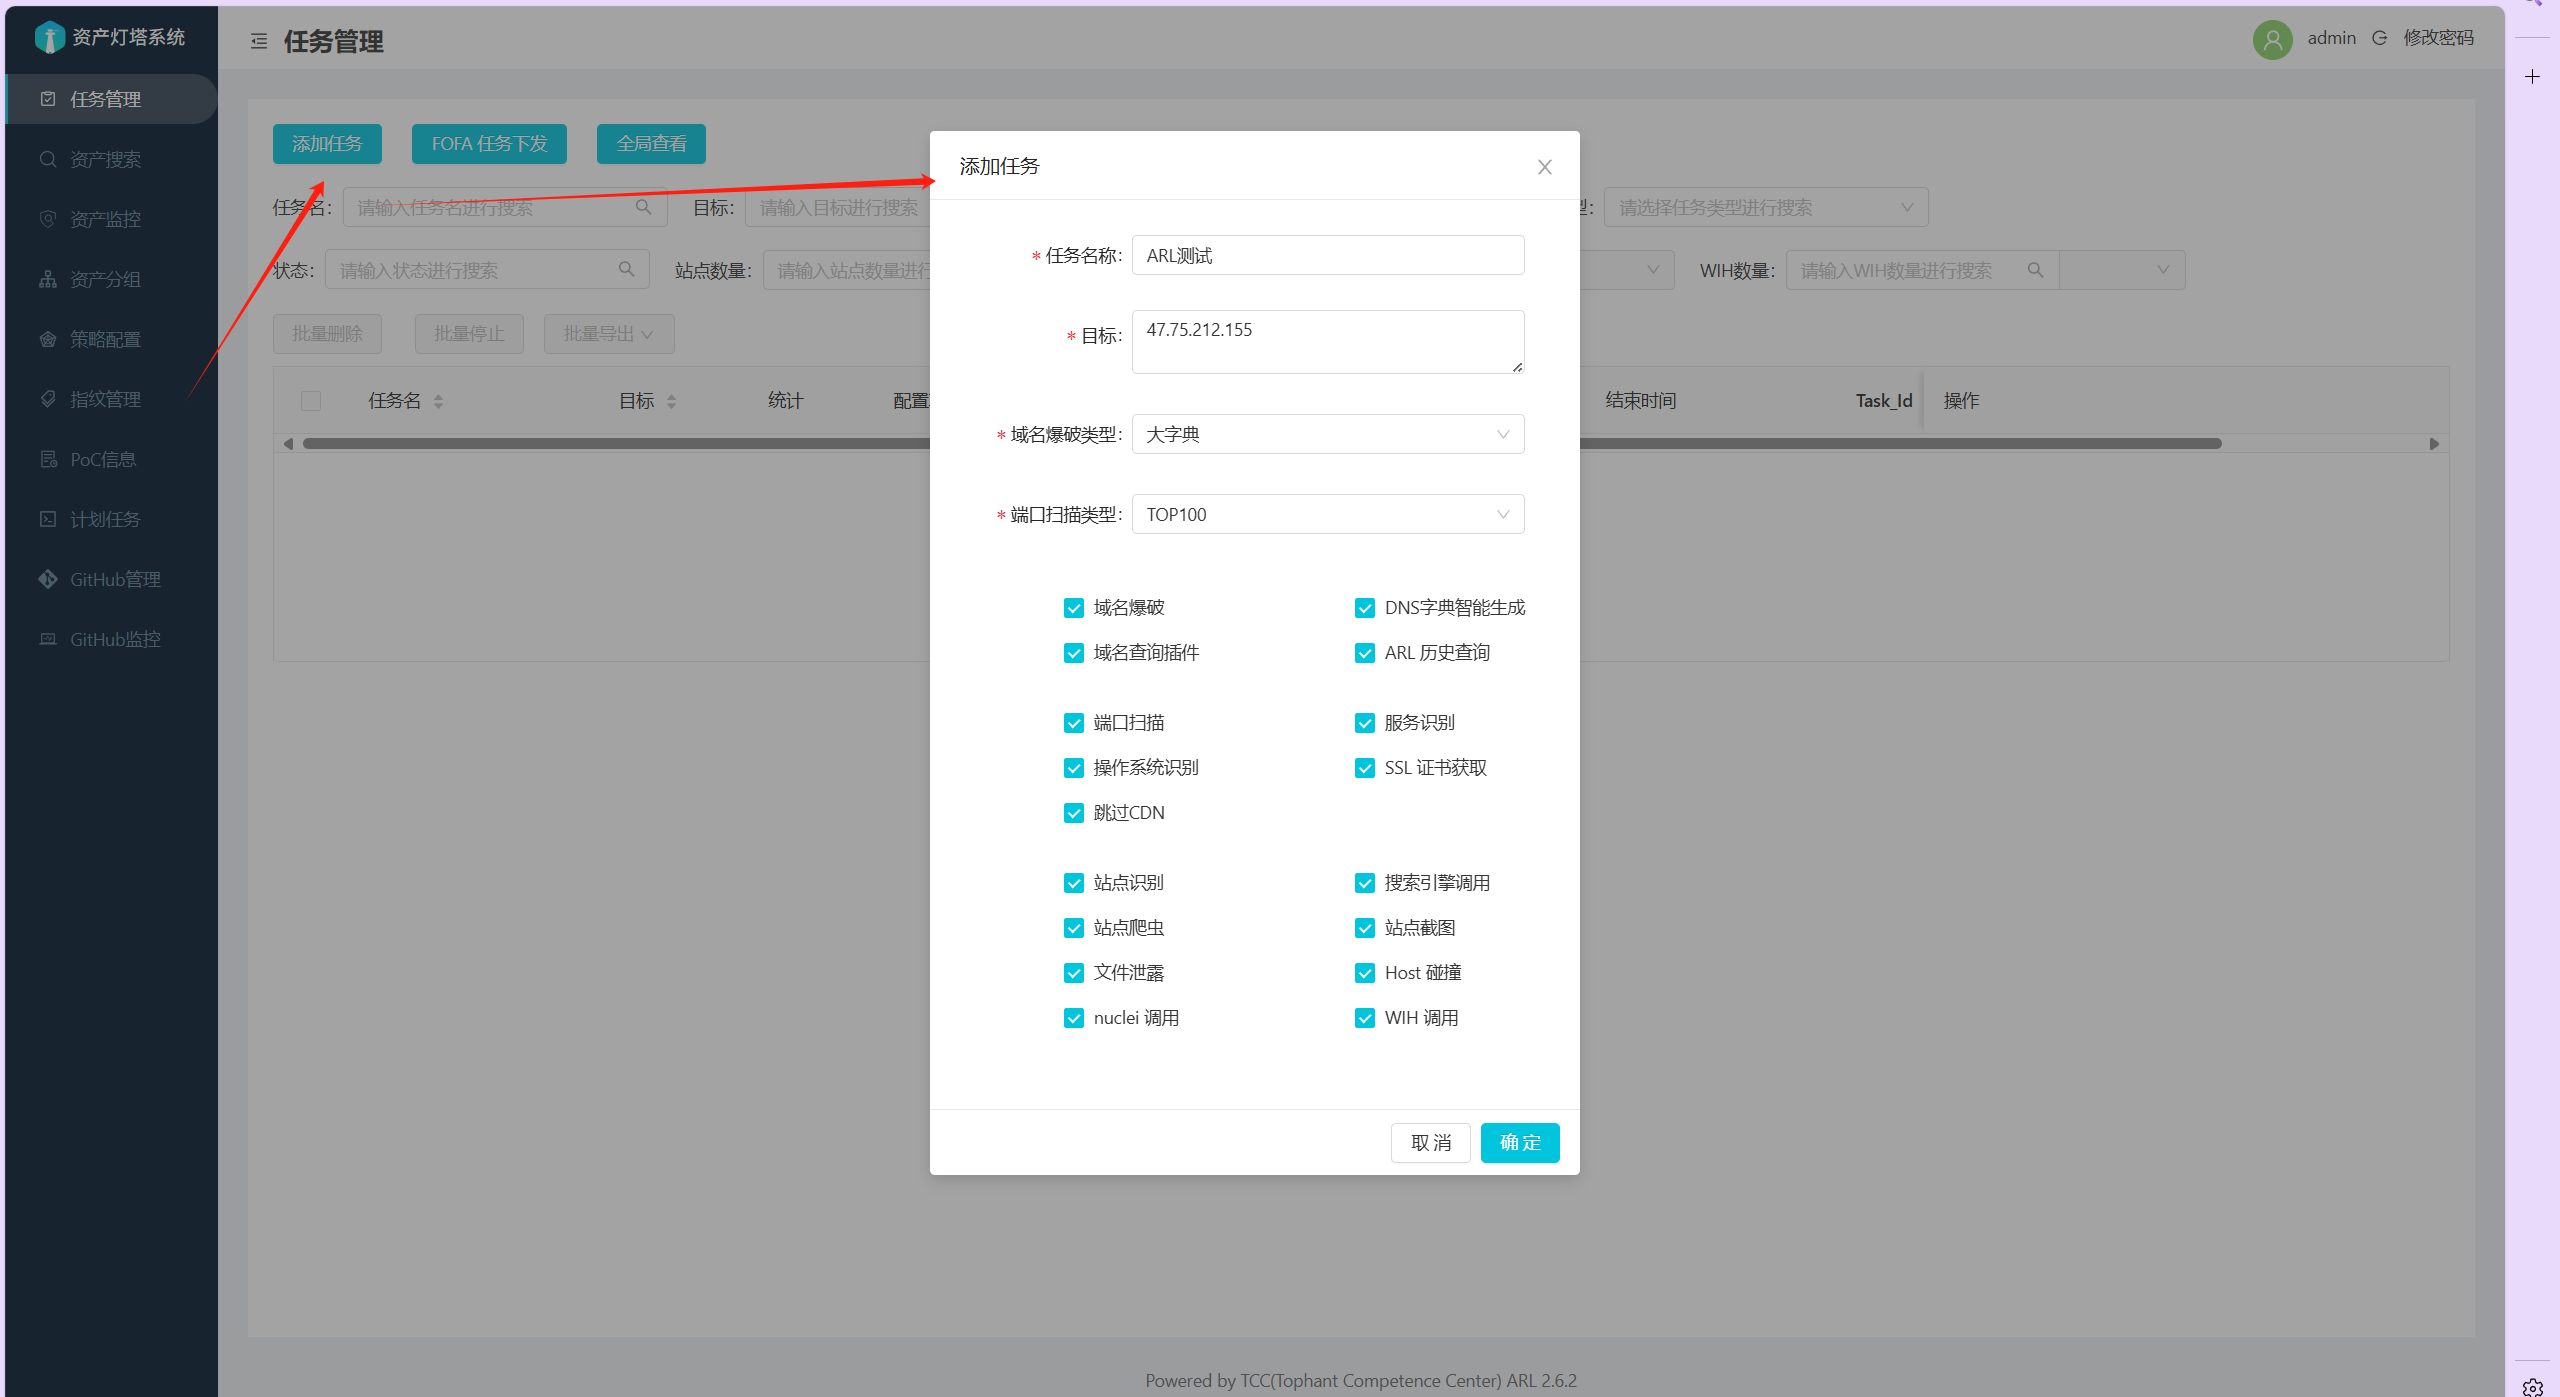 资产灯塔系统
任务管理
admin 修改密码
任务管理
资产搜索
资产监控
资产分组
策略配置
指纹管理
PoC信息
计划任务
GitHub管理
GitHub监控
添加任务 FOFA 任务下发 全局查看
任务名: 请输入任务名进行搜索 目标: 请输入目标进行搜索 型: 请选择任务类型进行搜索
状态: 请输入状态进行搜索 站点数量: 请输入站点数量进行 WIH数量: 请输入WIH数量进行搜索
批量删除 批量停止 批量导出
任务名 目标 统计 配置 结束时间 Task_Id 操作
添加任务
* 任务名称: ARL测试
* 目标: 47.75.212.155
* 域名爆破类型: 大字典
* 端口扫描类型: TOP100
域名爆破 DNS字典智能生成
域名查询插件 ARL 历史查询
端口扫描 服务识别
操作系统识别 SSL 证书获取
跳过CDN
站点识别 搜索引擎调用
站点爬虫 站点截图
文件泄露 Host 碰撞
nuclei 调用 WIH 调用
取 消 确 定
Powered by TCC(Tophant Competence Center) ARL 2.6.2